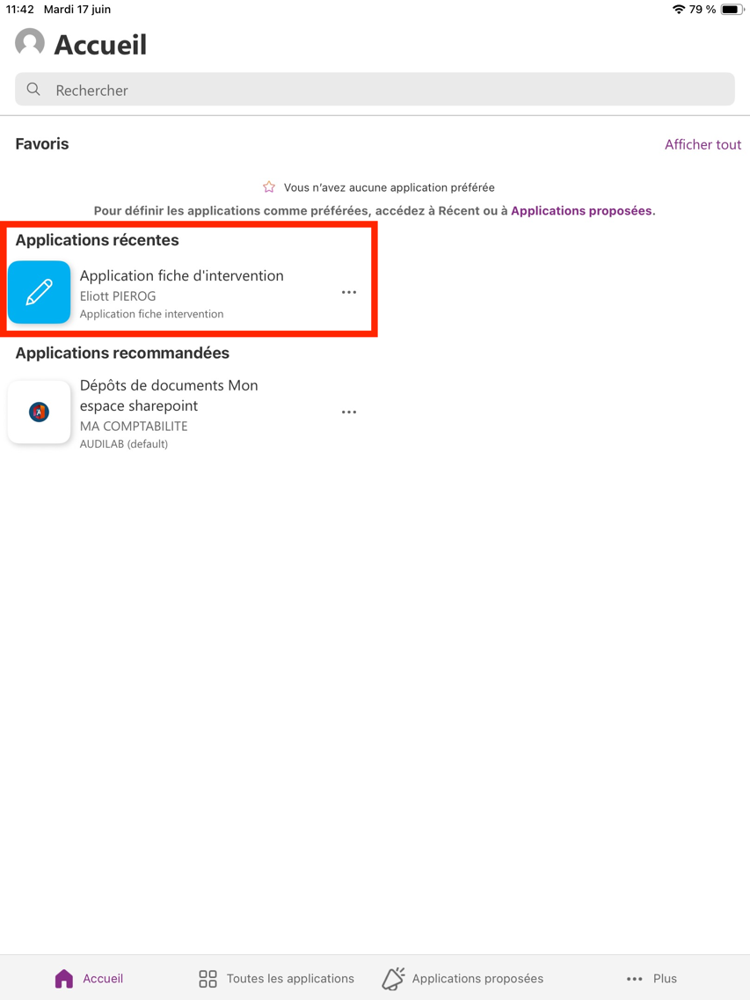 11:42 Mardi 17 juin 79 %
Accueil
Rechercher
Favoris Afficher tout
Vous n’avez aucune application préférée
Pour définir les applications comme préférées, accédez à Récent ou à Applications proposées.
Applications récentes
Application fiche d'intervention
Eliott PIEROG
Application fiche intervention
Applications recommandées
Dépôts de documents Mon
espace sharepoint
MA COMPTABILITE
AUDILAB (default)
Accueil Toutes les applications Applications proposées Plus